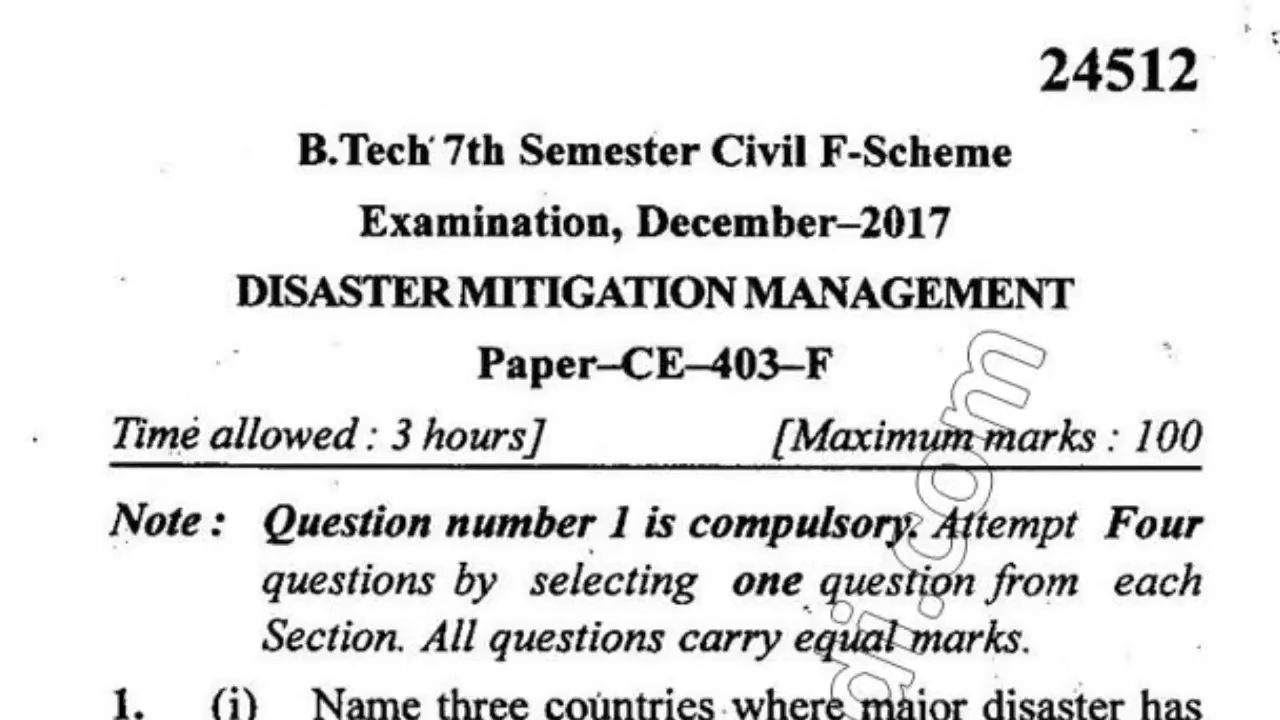 24512
B.Tech 7th Semester Civil F-Scheme
Examination, December–2017
DISASTER MITIGATION MANAGEMENT
Paper–CE–403–F
Time allowed : 3 hours] [Maximum marks : 100
Note : Question number 1 is compulsory. Attempt Four
questions by selecting one question from each
Section. All questions carry equal marks.
1. (i) Name three countries where major disaster has
di.com